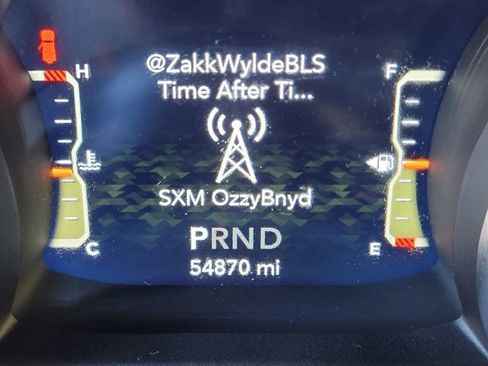 @ZakkWyldeBLS
H F
Time After Ti...
SXM OzzyBnyd
PRND
C E
54870 mi